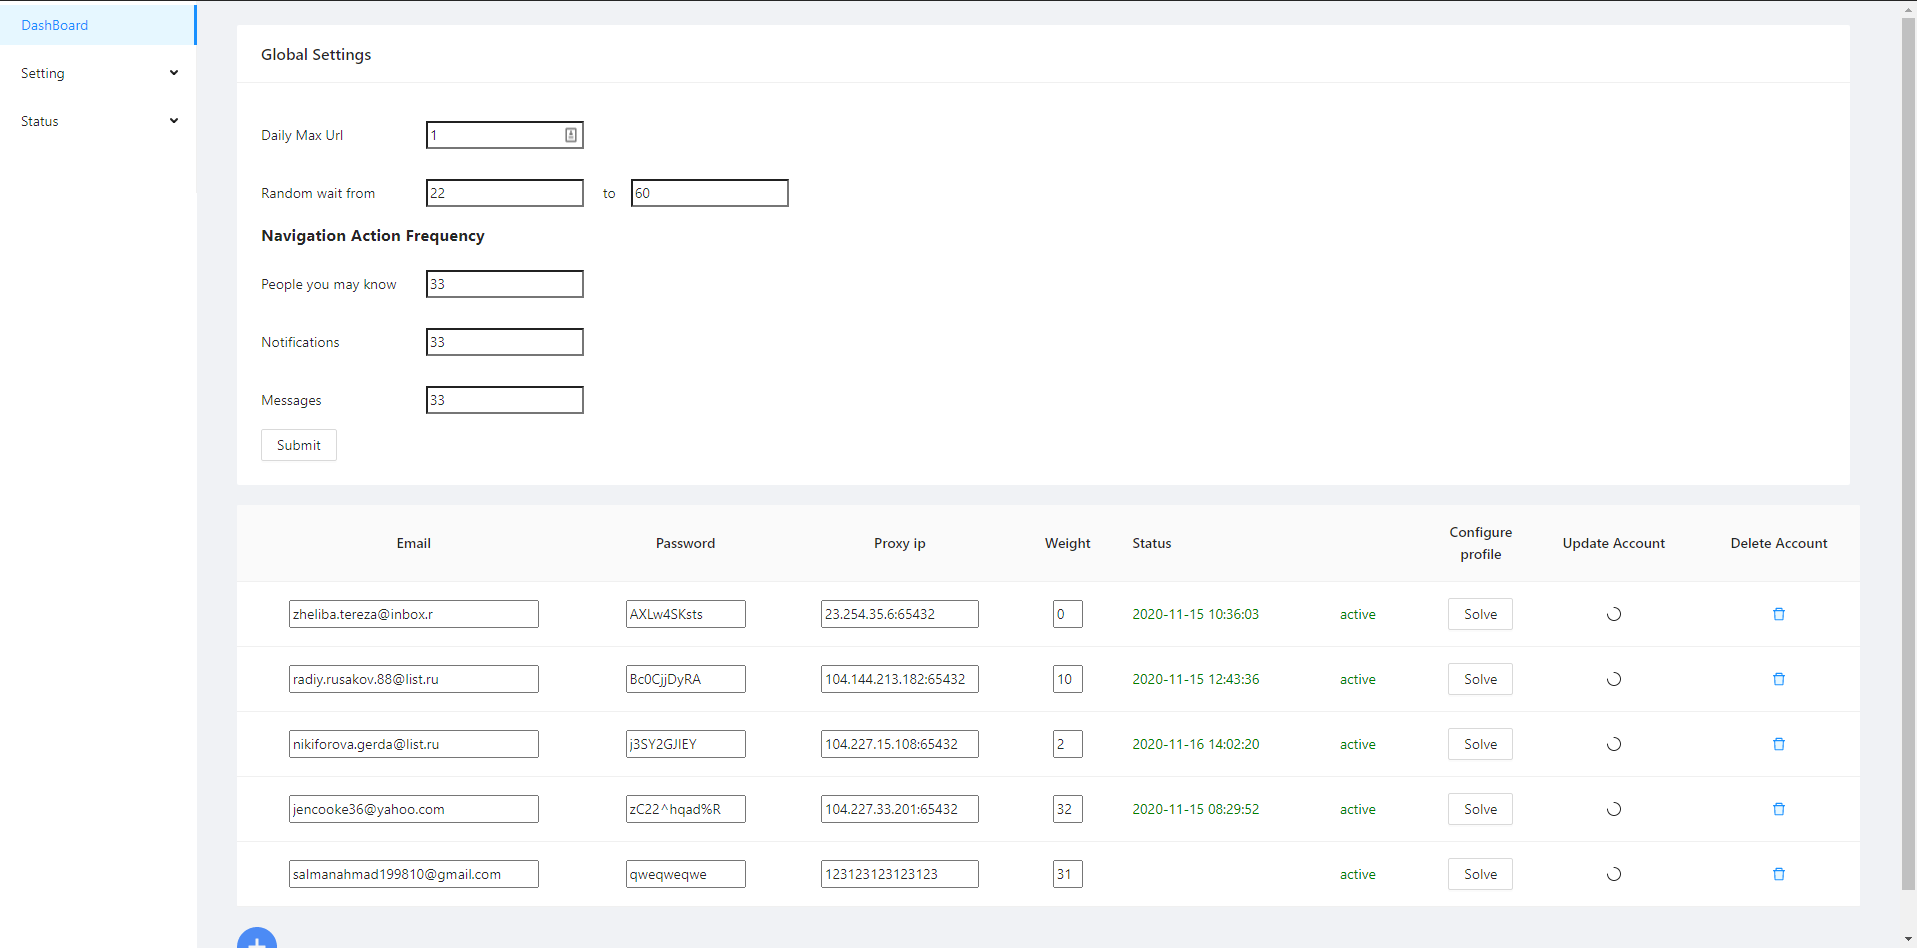 DashBoard
Setting
Status
Global Settings
Daily Max Url 1
Random wait from 22 to 60
Navigation Action Frequency
People you may know 33
Notifications 33
Messages 33
Submit
Email Password Proxy ip Weight Status Configure profile Update Account Delete Account
zheliba.tereza@inbox.r AXLw4SKsts 23.254.35.6:65432 0 2020-11-15 10:36:03 active Solve
radiy.rusakov.88@list.ru Bc0CjjDyRA 104.144.213.182:65432 10 2020-11-15 12:43:36 active Solve
nikiforova.gerda@list.ru j3SY2GJIEY 104.227.15.108:65432 2 2020-11-16 14:02:20 active Solve
jencooke36@yahoo.com zC22^hqad%R 104.227.33.201:65432 32 2020-11-15 08:29:52 active Solve
salmanahmad199810@gmail.com qweqweqwe 123123123123123 31 active Solve